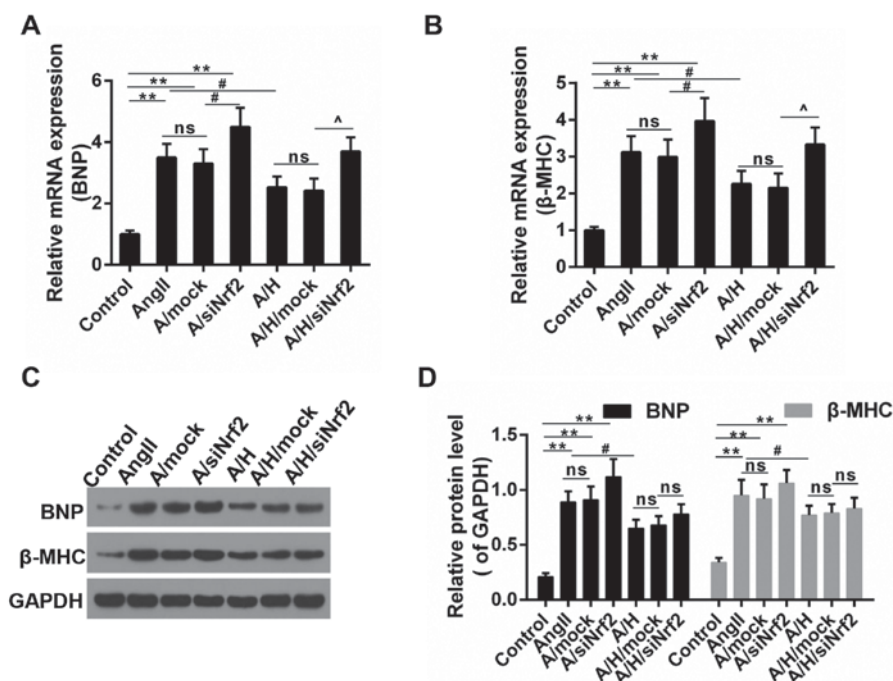 A
Relative mRNA expression
(BNP)
6
4
2
0
**
**
#
**
#
ns
ns
^
Control
AngII
A/mock
A/siNrf2
A/H
A/H/mock
A/H/siNrf2
B
Relative mRNA expression
(β-MHC)
5
4
3
2
1
0
**
**
#
**
#
ns
ns
^
Control
AngII
A/mock
A/siNrf2
A/H
A/H/mock
A/H/siNrf2
C
Control
AngII
A/mock
A/siNrf2
A/H
A/H/mock
A/H/siNrf2
BNP
β-MHC
GAPDH
D
BNP
β-MHC
Relative protein level
( of GAPDH)
1.5
1.0
0.5
0.0
**
**
**
#
ns
ns
ns
**
**
**
#
ns
ns
ns
Control
AngII
A/mock
A/siNrf2
A/H
A/H/mock
A/H/siNrf2
Control
AngII
A/mock
A/siNrf2
A/H
A/H/mock
A/H/siNrf2